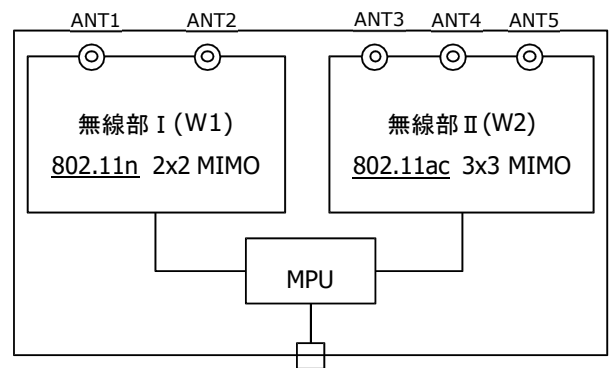 ANT1 ANT2 ANT3 ANT4 ANT5
無線部Ⅰ(W1)
802.11n 2x2 MIMO
無線部Ⅱ(W2)
802.11ac 3x3 MIMO
MPU